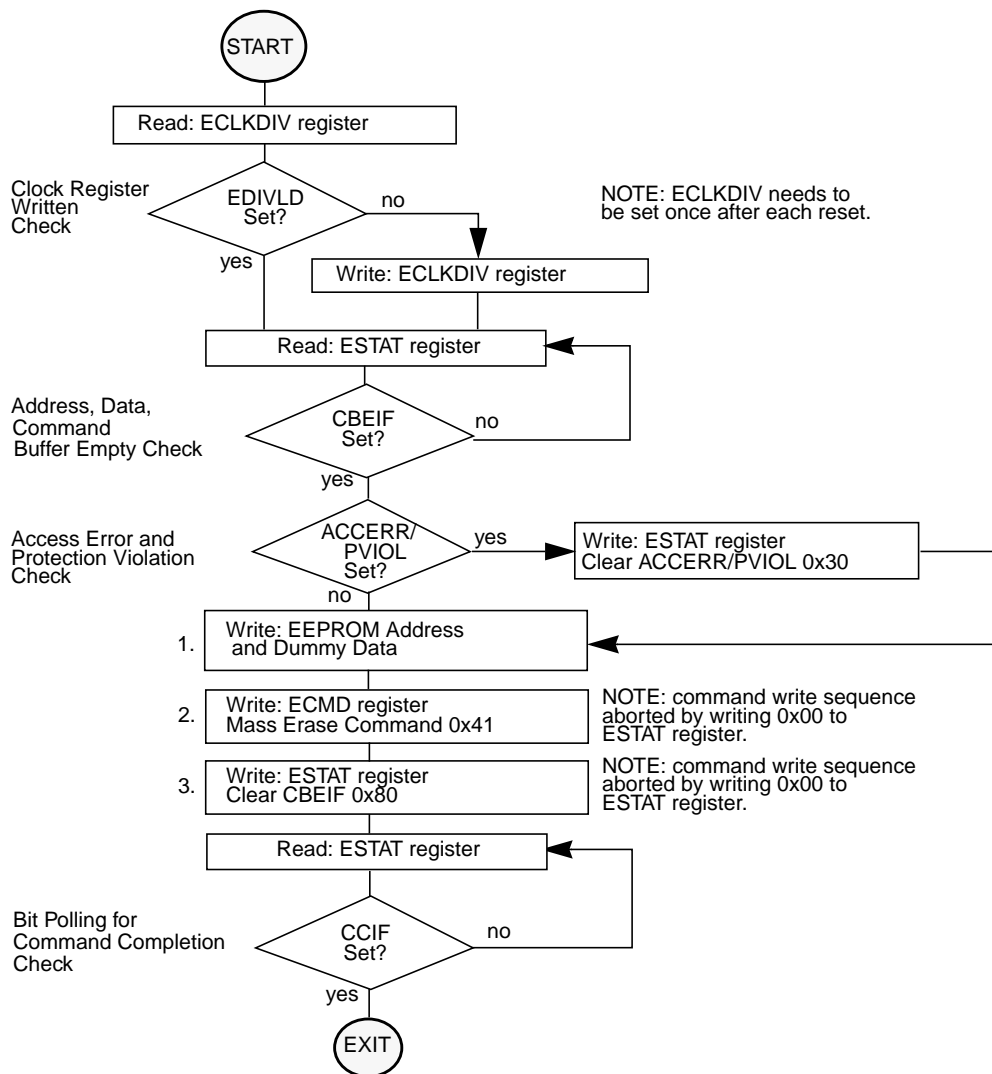 START
Read: ECLKDIV register
Clock Register
Written
Check
EDIVLD
Set?
no
yes
NOTE: ECLKDIV needs to
be set once after each reset.
Write: ECLKDIV register
Read: ESTAT register
Address, Data,
Command
Buffer Empty Check
CBEIF
Set?
no
yes
Access Error and
Protection Violation
Check
ACCERR/
PVIOL
Set?
yes
no
Write: ESTAT register
Clear ACCERR/PVIOL 0x30
1.
Write: EEPROM Address
and Dummy Data
2.
Write: ECMD register
Mass Erase Command 0x41
NOTE: command write sequence
aborted by writing 0x00 to
ESTAT register.
3.
Write: ESTAT register
Clear CBEIF 0x80
NOTE: command write sequence
aborted by writing 0x00 to
ESTAT register.
Read: ESTAT register
Bit Polling for
Command Completion
Check
CCIF
Set?
no
yes
EXIT